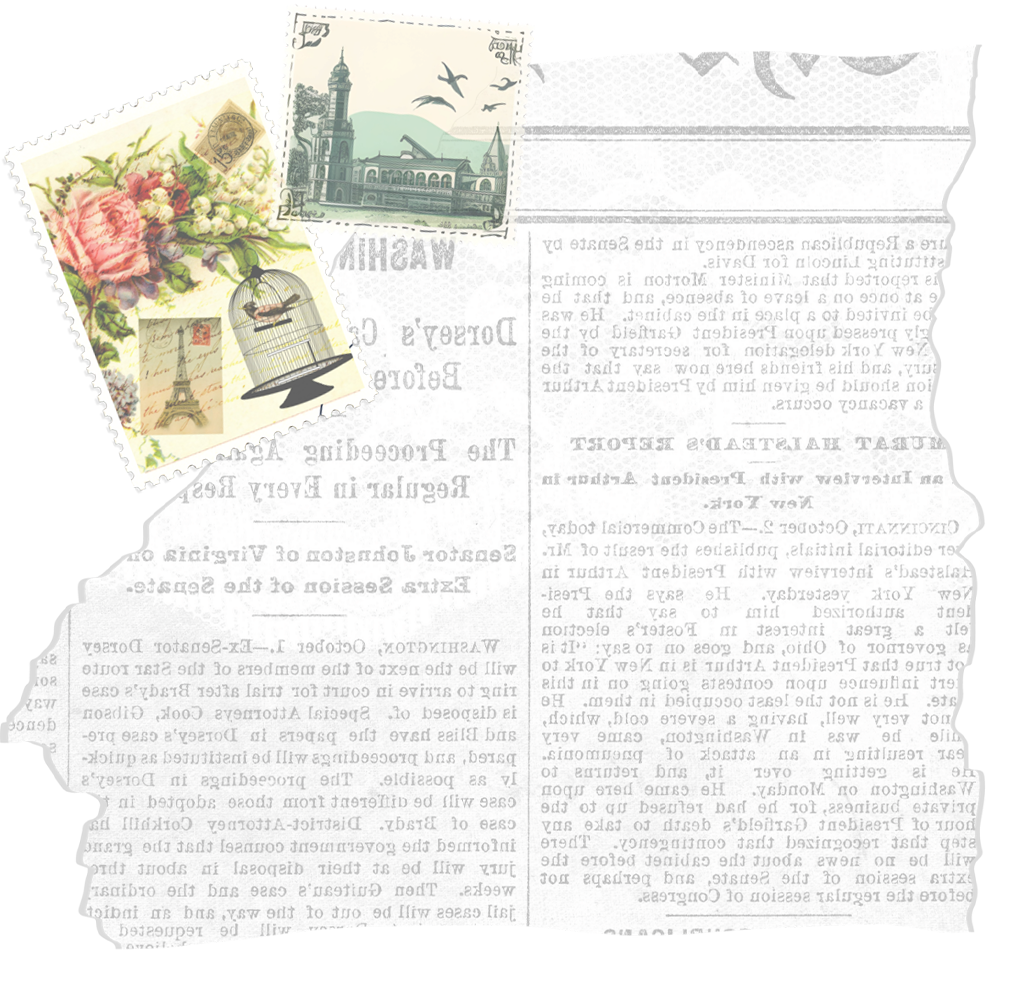 a Republican ascendency in the Senate by
stituting Lincoln for Davis.
is reported that Minister Morton is coming
e at once on a leave of absence, and that he
be invited to a place in the cabinet. He was
ly pressed upon President Garfield by the
New York delegation for secretary of the
ury, and his friends here now say that the
ion should be given him by President Arthur
a vacancy occurs.
MURAT HALSTEAD'S REPORT
an Interview with President Arthur in
New York.
CINCINNATI, October 2.—The Commercial today,
er editorial initials, publishes the result of Mr.
Halstead's interview with President Arthur in
New York yesterday. He says the Presi-
dent authorized him to say that he
elt a great interest in Foster's election
as governor of Ohio, and goes on to say: "It is
ot true that President Arthur is in New York to
ert influence upon contests going on in this
ate. He is not the least occupied in them. He
not very well, having a severe cold, which,
hile he was in Washington, came very
ear resulting in an attack of pneumonia.
He is getting over it, and returns to
Washington on Monday. He came here upon
private business, for he had refused up to the
hour of President Garfield's death to take any
step that recognized that contingency. There
will be no news about the cabinet before the
extra session of the Senate, and perhaps not
before the regular session of Congress.
WASHIN
Dorsey's C
Before
The Proceeding Agains
Regular in Every Resp
Senator Johnston of Virginia on
Extra Session of the Senate.
WASHINGTON, October 1.—Ex-Senator Dorsey
will be the next of the members of the Star route
ring to arrive in court for trial after Brady's case
is disposed of. Special Attorneys Cook, Gibson
and Bliss have the papers in Dorsey's case pre-
pared, and proceedings will be instituted as quick-
ly as possible. The proceedings in Dorsey's
case will be different from those adopted in t
case of Brady. District-Attorney Corkhill ha
informed the government counsel that the grand
jury will be at their disposal in about thre
weeks. Then Guiteau's case and the ordinar
jail cases will be out of the way, and an indict
Dorsey will be requested
sa
sor
way
dence
s